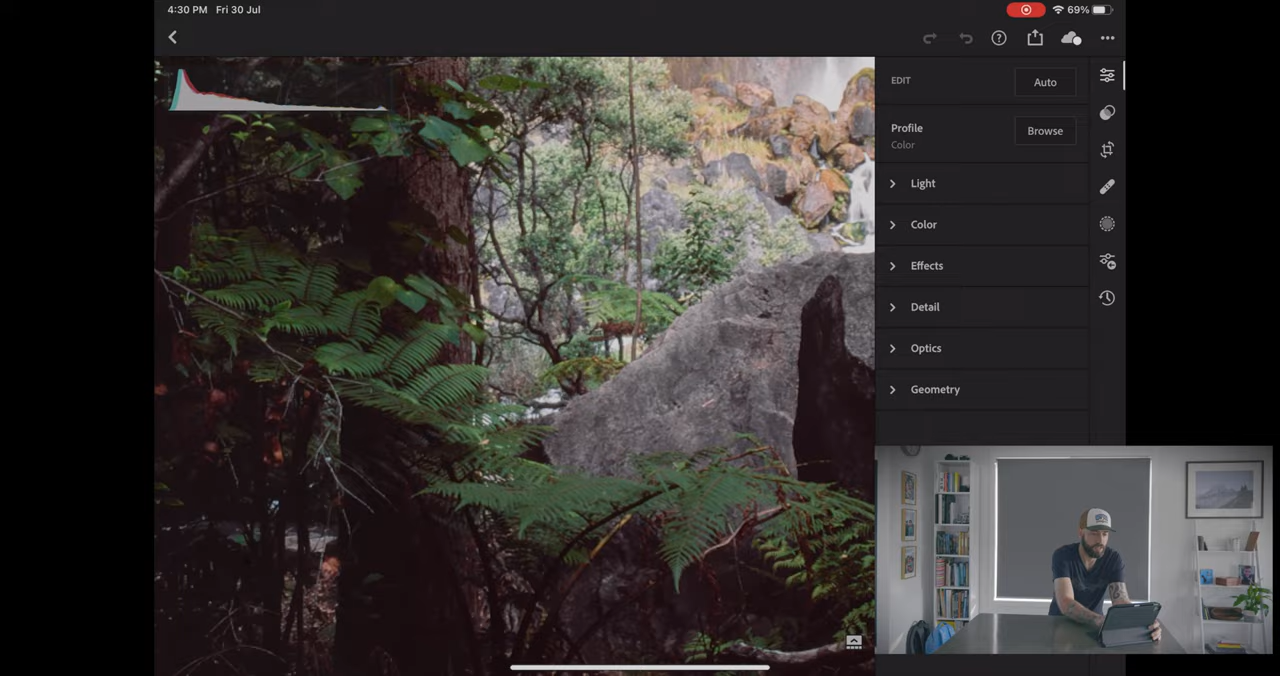 4:30 PM Fri 30 Jul
69%
EDIT
Auto
Profile
Color
Browse
Light
Color
Effects
Detail
Optics
Geometry